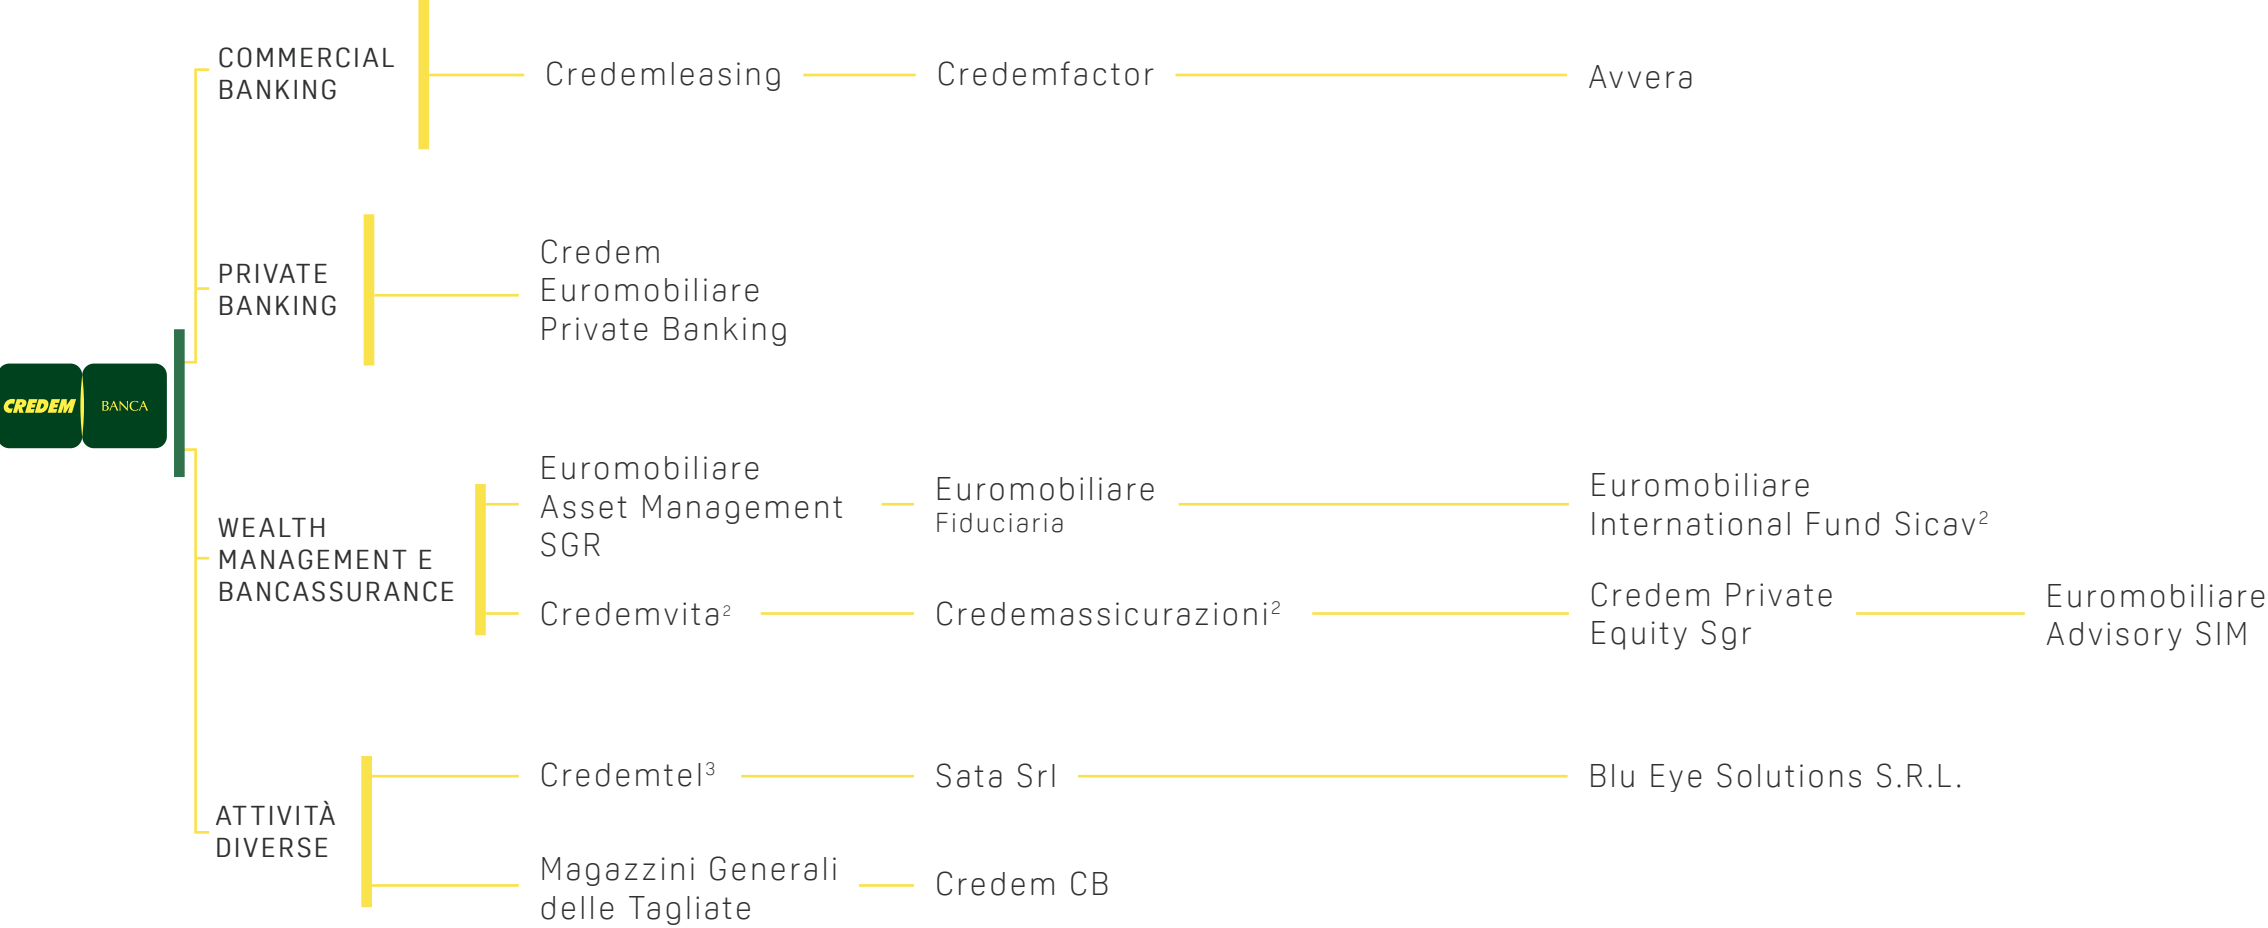 COMMERCIAL
BANKING
Credemleasing
Credemfactor
Avvera
PRIVATE
BANKING
Credem
Euromobiliare
Private Banking
CREDEM
BANCA
WEALTH
MANAGEMENT E
BANCASSURANCE
Euromobiliare
Asset Management
SGR
Euromobiliare
Fiduciaria
Euromobiliare
International Fund Sicav²
Credemvita²
Credemassicurazioni²
Credem Private
Equity Sgr
Euromobiliare
Advisory SIM
ATTIVITÀ
DIVERSE
Credemtel³
Sata Srl
Blu Eye Solutions S.R.L.
Magazzini Generali
delle Tagliate
Credem CB